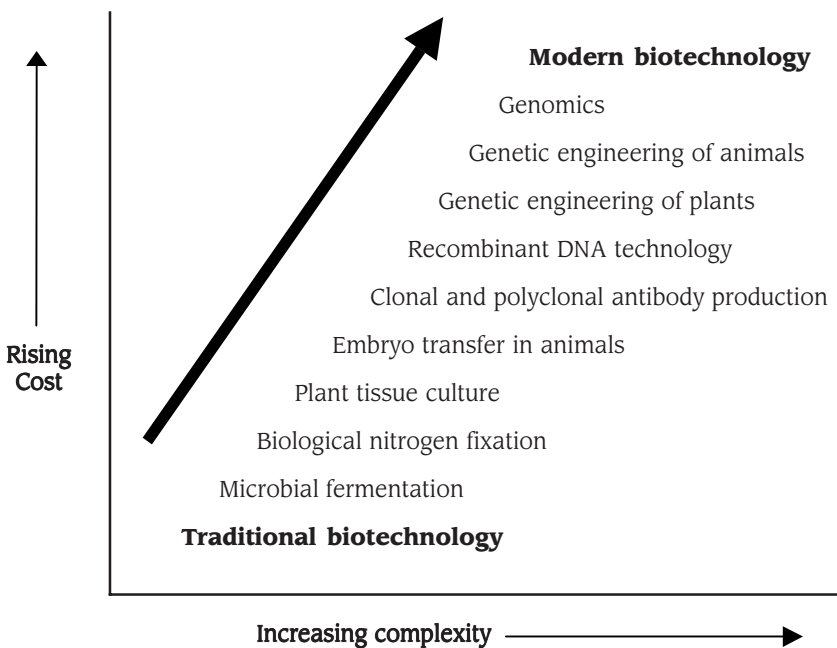 Modern biotechnology
Genomics
Genetic engineering of animals
Genetic engineering of plants
Recombinant DNA technology
Clonal and polyclonal antibody production
Embryo transfer in animals
Plant tissue culture
Biological nitrogen fixation
Microbial fermentation
Traditional biotechnology
Rising
Cost
Increasing complexity